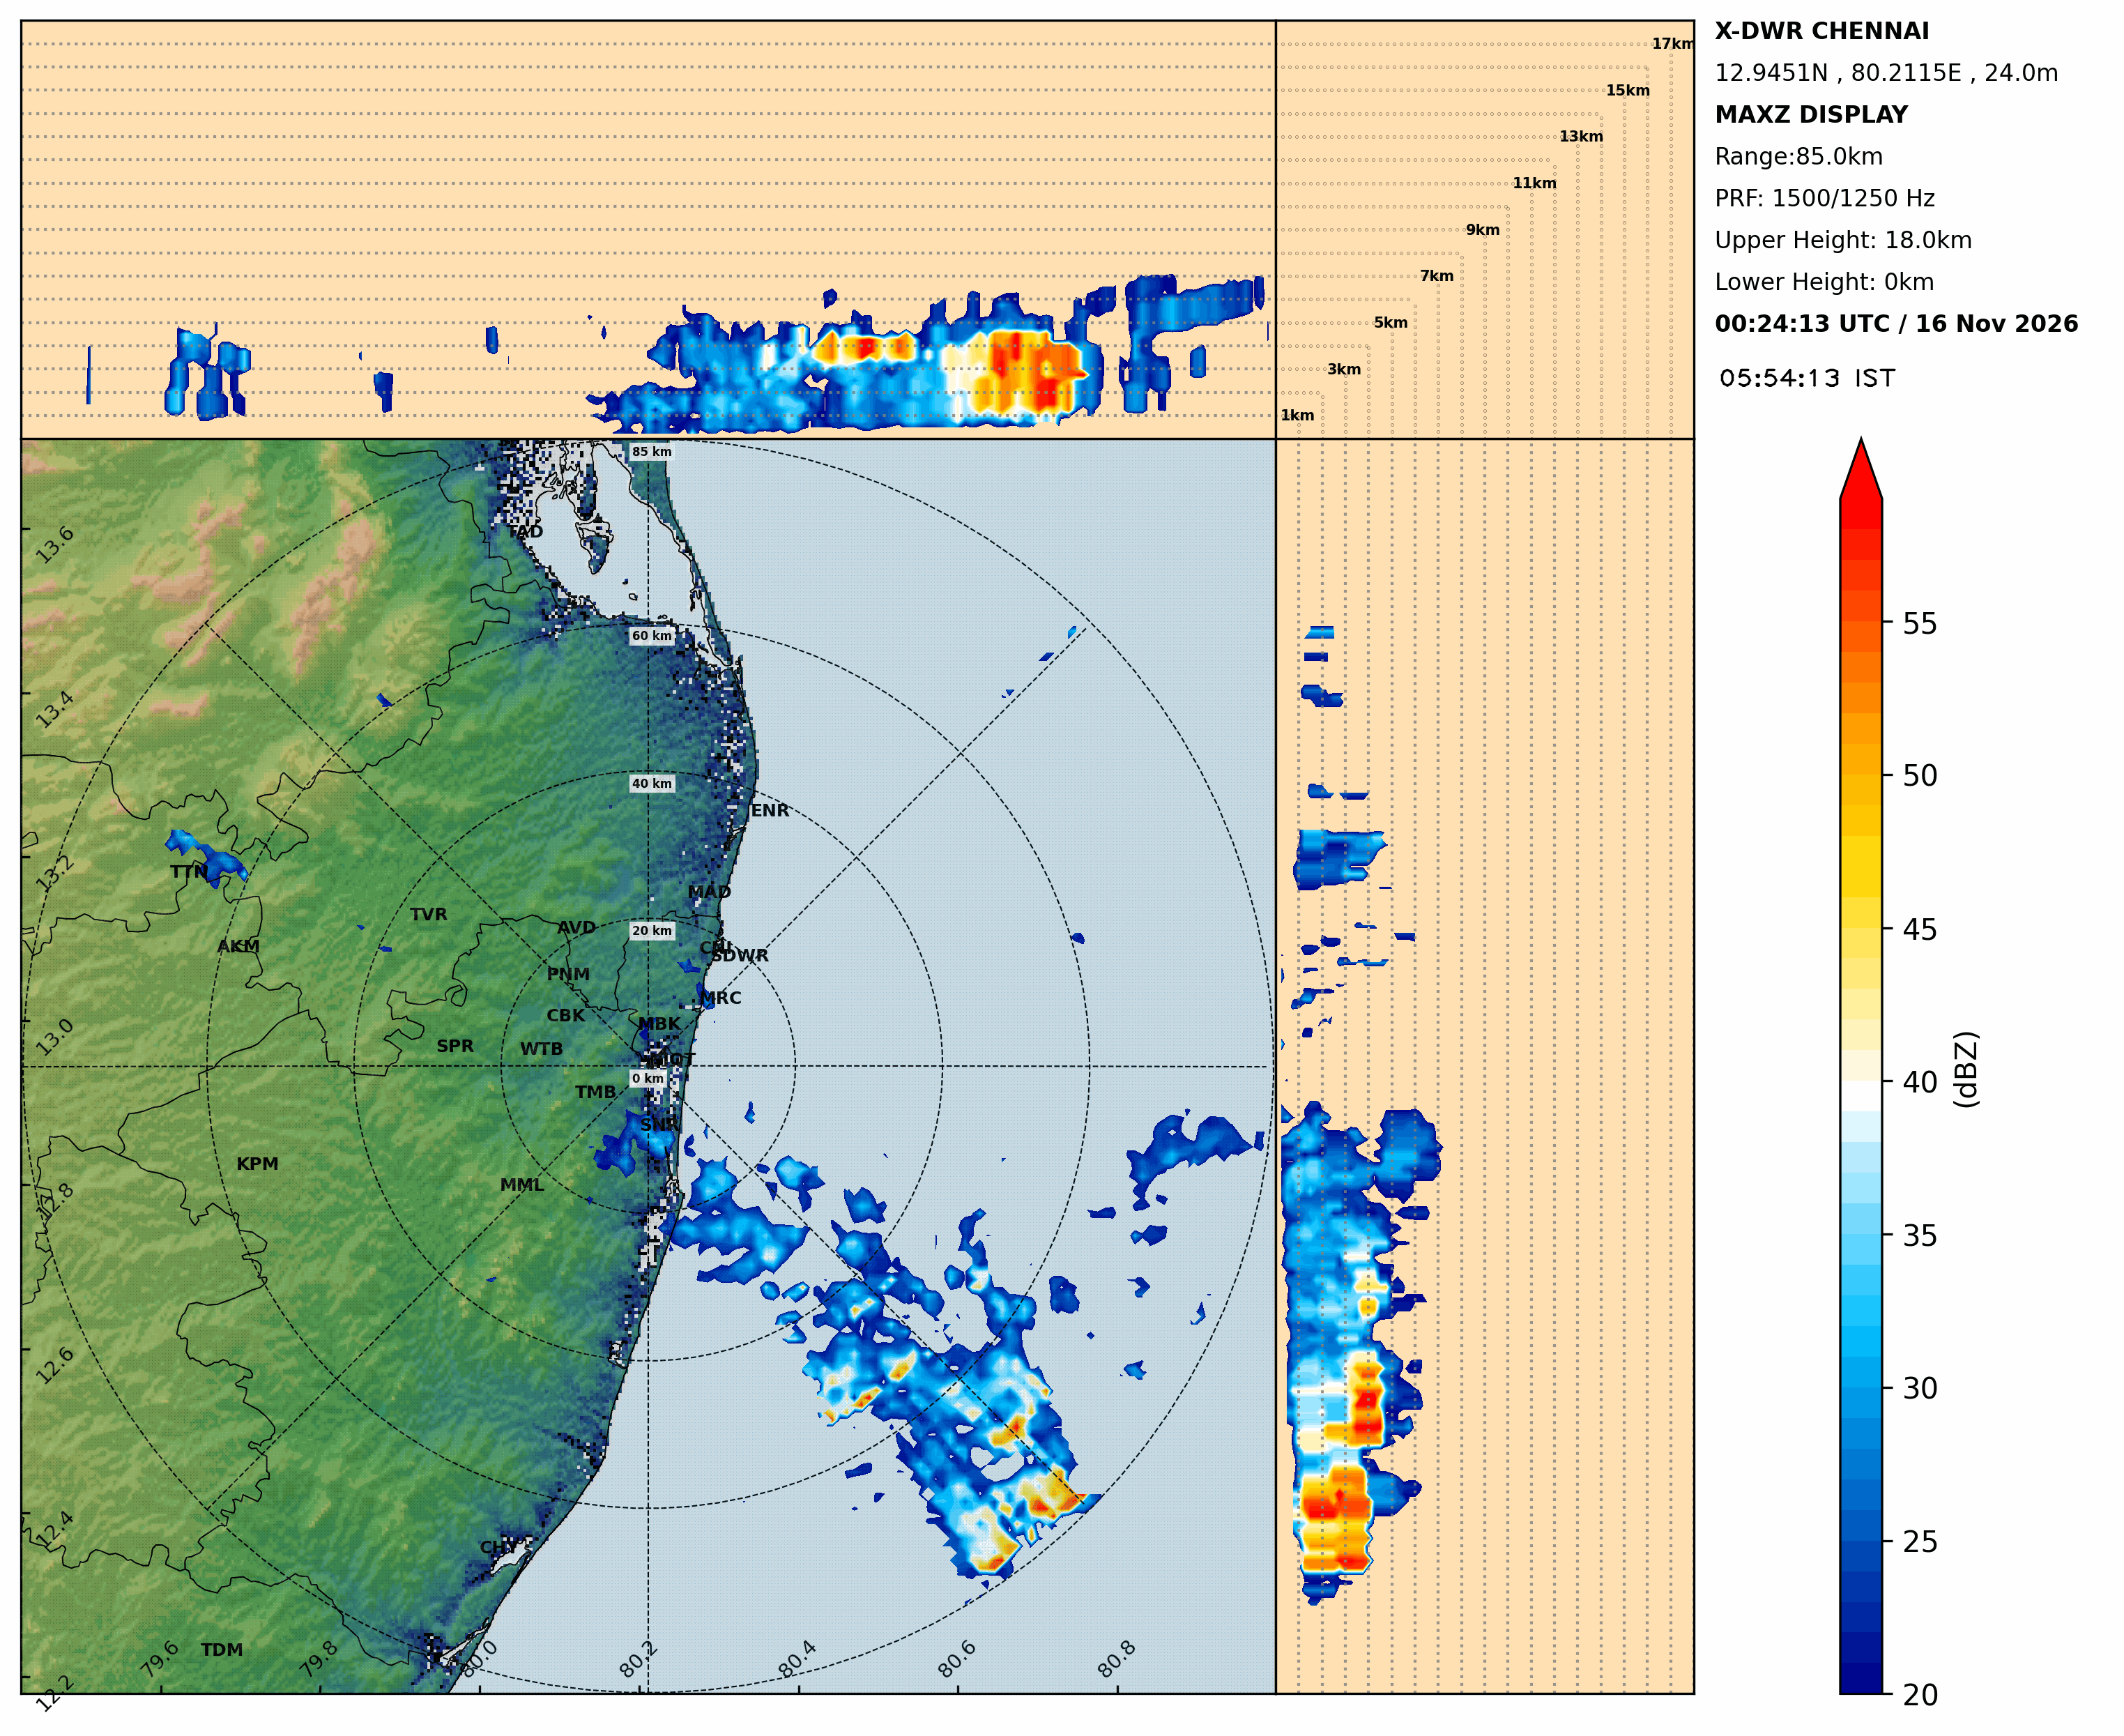 17km
15km
13km
11km
9km
7km
5km
3km
1km
X-DWR CHENNAI
12.9451N , 80.2115E , 24.0m
MAXZ DISPLAY
Range:85.0km
PRF: 1500/1250 Hz
Upper Height: 18.0km
Lower Height: 0km
00:24:13 UTC / 16 Nov 2026
05:54:13 IST
85 km
TAD
13.6
60 km
13.4
40 km
ENR
13.2
TTN
MAD
TVR
AVD
20 km
AKM
SDWR
PNM
MRC
CBK
MBK
13.0
SPR
WTB
0 km
TMB
KPM
MML
12.8
12.6
12.4
CHY
TDM
12.2
79.6
79.8
80.0
80.2
80.4
80.6
80.8
55
50
45
40
35
30
25
20
(dBZ)